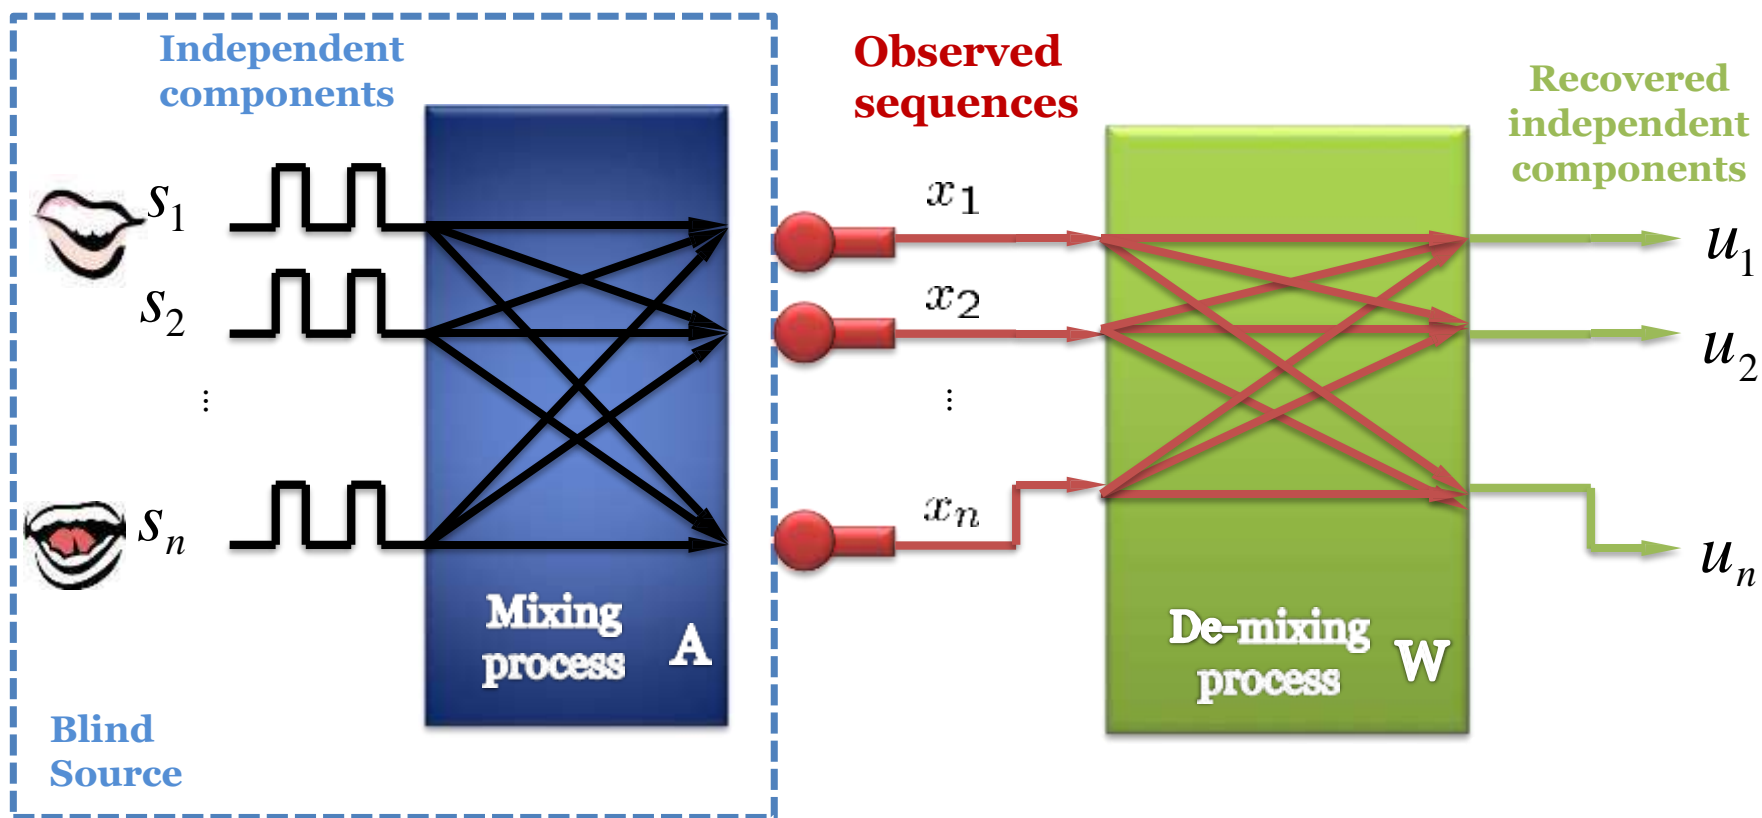 Independent
components
Observed
sequences
Recovered
independent
components
s1
s2
⋮
sn
x1
x2
⋮
xn
u1
u2
un
Mixing
process
A
De-mixing
process
W
Blind
Source